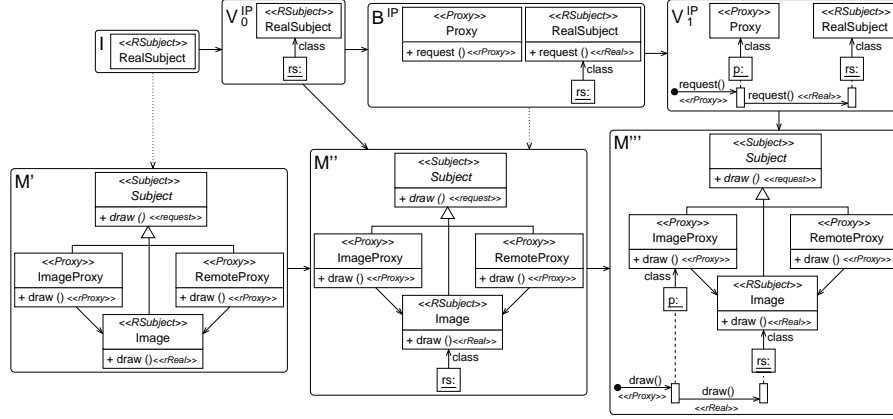 I
<<RSubject>>
RealSubject
V0^IP
<<RSubject>>
RealSubject
class
rs:
B^IP
<<Proxy>>
Proxy
+ request () <<rProxy>>
<<RSubject>>
RealSubject
+ request () <<rReal>>
class
rs:
V1^IP
<<Proxy>>
Proxy
class
p:
<<RSubject>>
RealSubject
class
rs:
request()
<<rProxy>>
request() <<rReal>>
M'
<<Subject>>
Subject
+ draw () <<request>>
<<Proxy>>
ImageProxy
+ draw () <<rProxy>>
<<Proxy>>
RemoteProxy
+ draw () <<rProxy>>
<<RSubject>>
Image
+ draw () <<rReal>>
M''
<<Subject>>
Subject
+ draw () <<request>>
<<Proxy>>
ImageProxy
+ draw () <<rProxy>>
<<Proxy>>
RemoteProxy
+ draw () <<rProxy>>
<<RSubject>>
Image
+ draw () <<rReal>>
class
rs:
M'''
<<Subject>>
Subject
+ draw () <<request>>
<<Proxy>>
ImageProxy
+ draw () <<rProxy>>
<<Proxy>>
RemoteProxy
+ draw () <<rProxy>>
class
p:
<<RSubject>>
Image
+ draw () <<rReal>>
class
rs:
draw()
<<rProxy>>
draw()
<<rReal>>